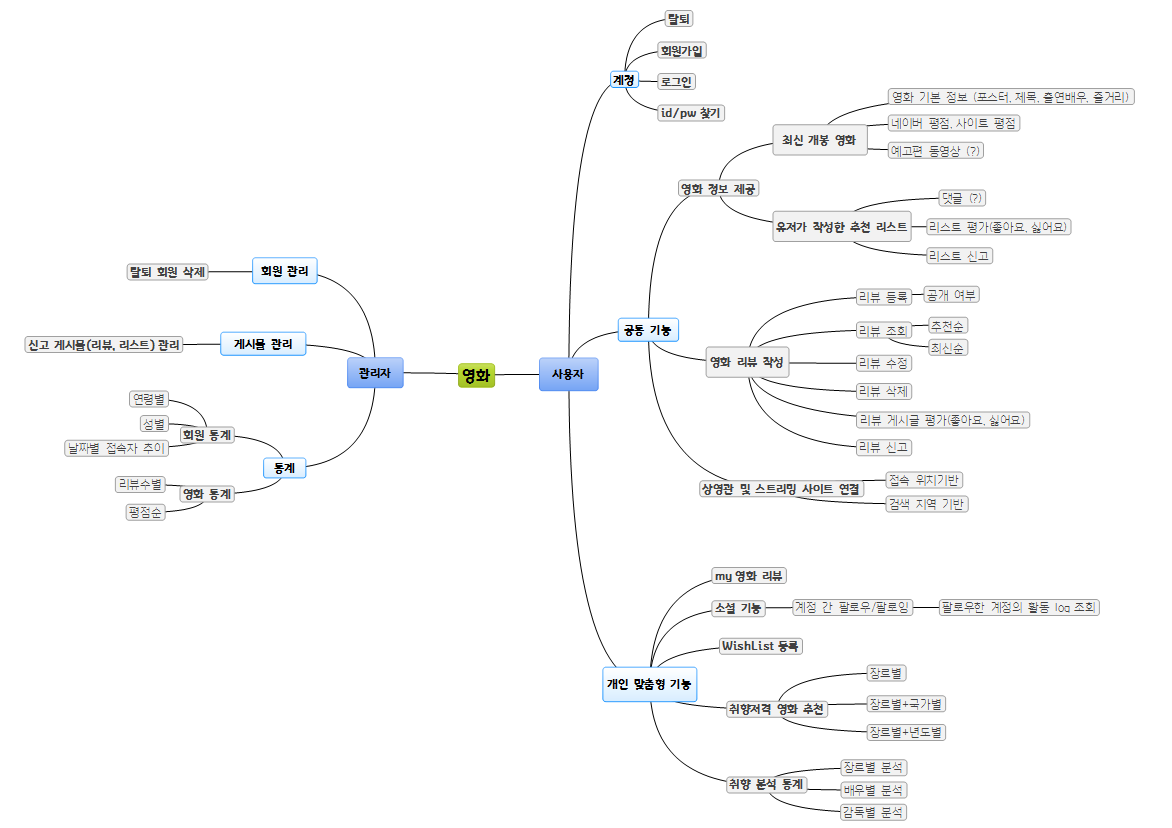 영화
사용자
계정
탈퇴
회원가입
로그인
id/pw 찾기
공통 기능
영화 정보 제공
최신 개봉 영화
영화 기본 정보 (포스터, 제목, 출연배우, 줄거리)
네이버 평점, 사이트 평점
예고편 동영상 (?)
유저가 작성한 추천 리스트
댓글 (?)
리스트 평가(좋아요, 싫어요)
리스트 신고
영화 리뷰 작성
리뷰 등록
공개 여부
리뷰 조회
추천순
최신순
리뷰 수정
리뷰 삭제
리뷰 게시글 평가(좋아요, 싫어요)
리뷰 신고
상영관 및 스트리밍 사이트 연결
접속 위치기반
검색 지역 기반
개인 맞춤형 기능
my 영화 리뷰
소셜 기능
계정 간 팔로우/팔로잉
팔로우한 계정의 활동 log 조회
WishList 등록
취향저격 영화 추천
장르별
장르별+국가별
장르별+년도별
취향 분석 통계
장르별 분석
배우별 분석
감독별 분석
관리자
회원 관리
탈퇴 회원 삭제
게시물 관리
신고 게시물(리뷰, 리스트) 관리
통계
회원 통계
연령별
성별
날짜별 접속자 추이
영화 통계
리뷰수별
평점순